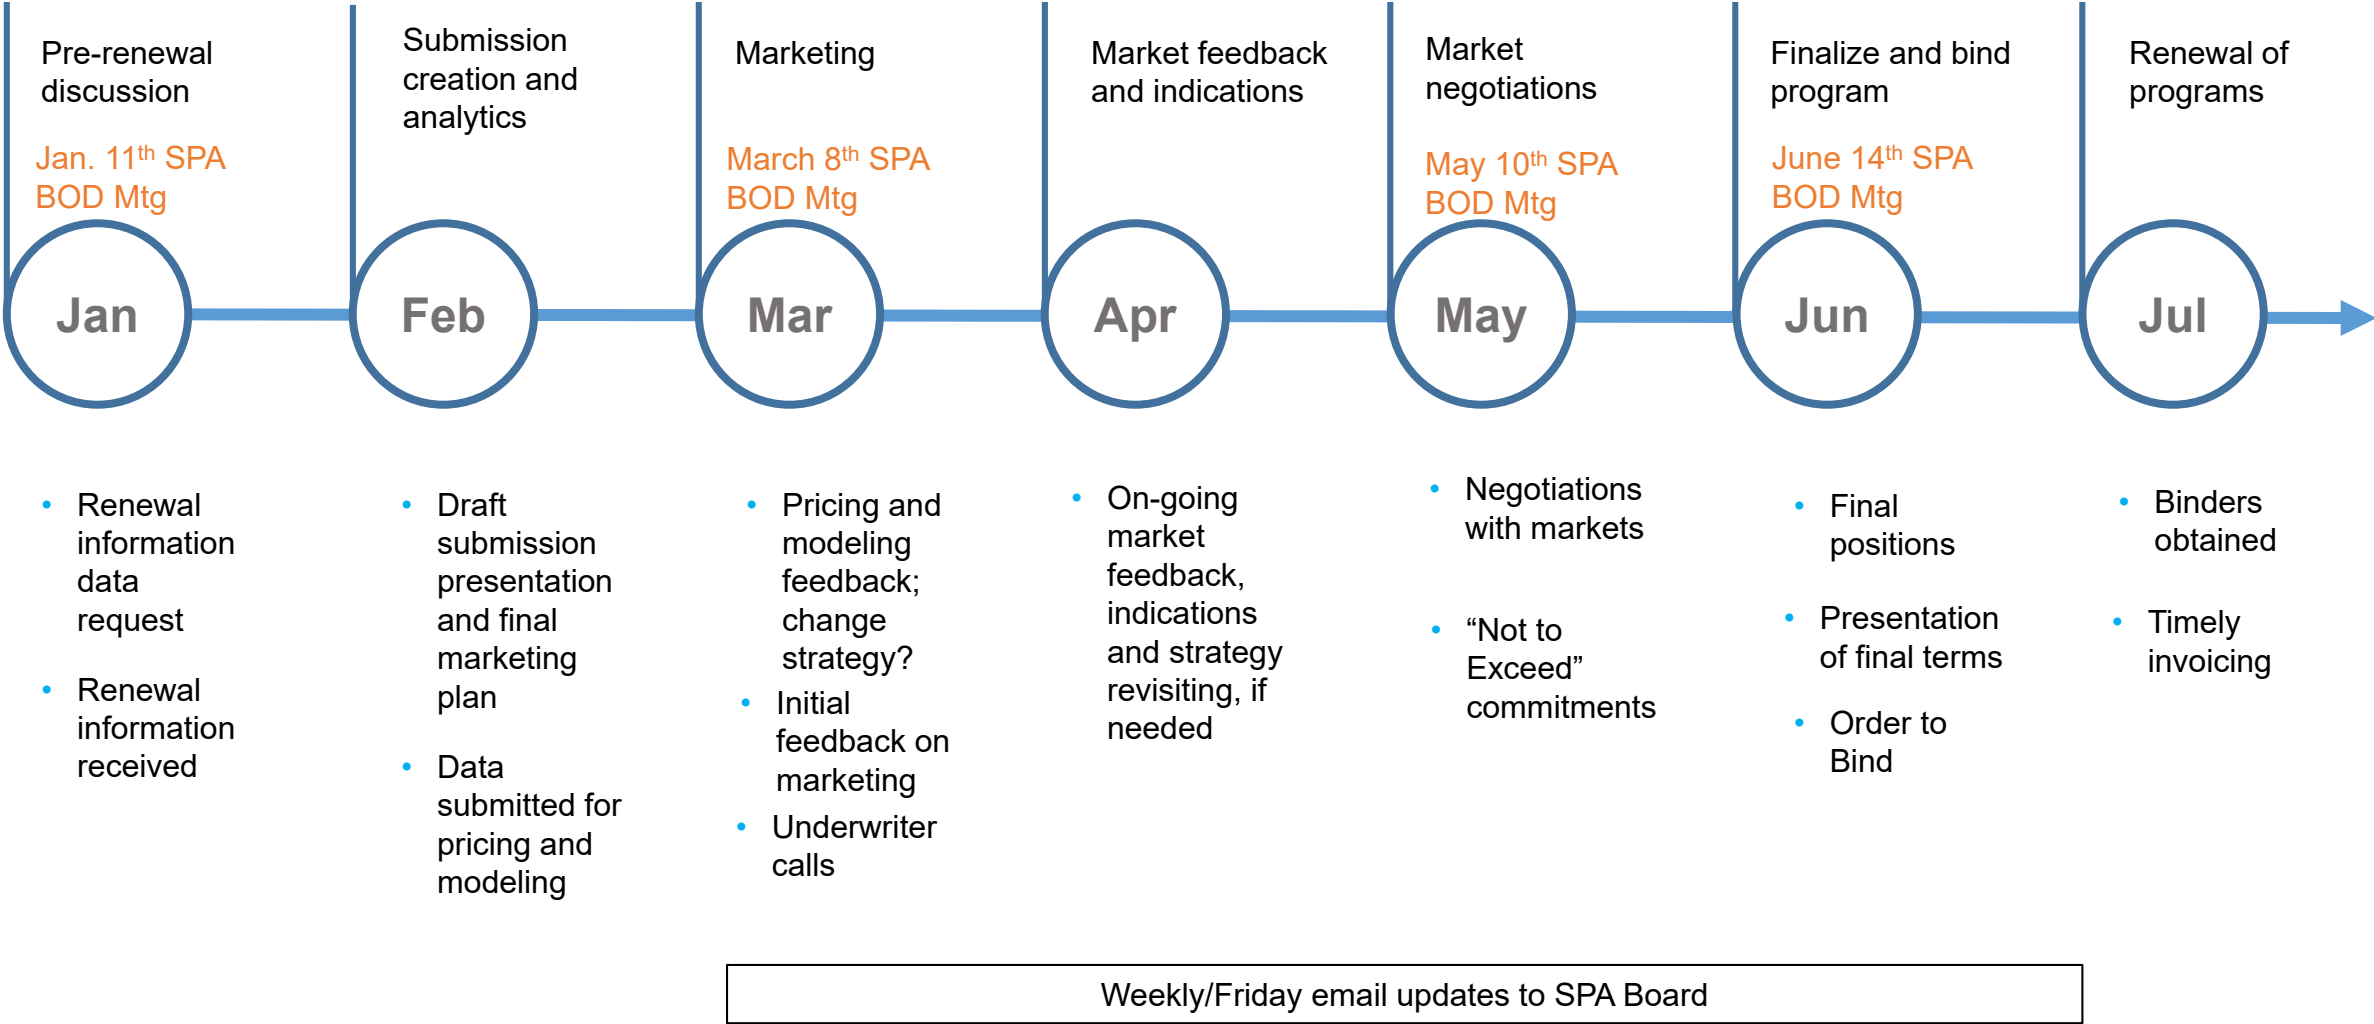 Pre-renewal
discussion
Jan. 11th SPA
BOD Mtg
Submission
creation and
analytics
Marketing
March 8th SPA
BOD Mtg
Market feedback
and indications
Market
negotiations
May 10th SPA
BOD Mtg
Finalize and bind
program
June 14th SPA
BOD Mtg
Renewal of
programs
Jan
Feb
Mar
Apr
May
Jun
Jul
• Renewal
information
data
request
• Renewal
information
received
• Draft
submission
presentation
and final
marketing
plan
• Data
submitted for
pricing and
modeling
• Pricing and
modeling
feedback;
change
strategy?
• Initial
feedback on
marketing
• Underwriter
calls
• On-going
market
feedback,
indications
and strategy
revisiting, if
needed
• Negotiations
with markets
• “Not to
Exceed”
commitments
• Final
positions
• Presentation
of final terms
• Order to
Bind
• Binders
obtained
• Timely
invoicing
Weekly/Friday email updates to SPA Board